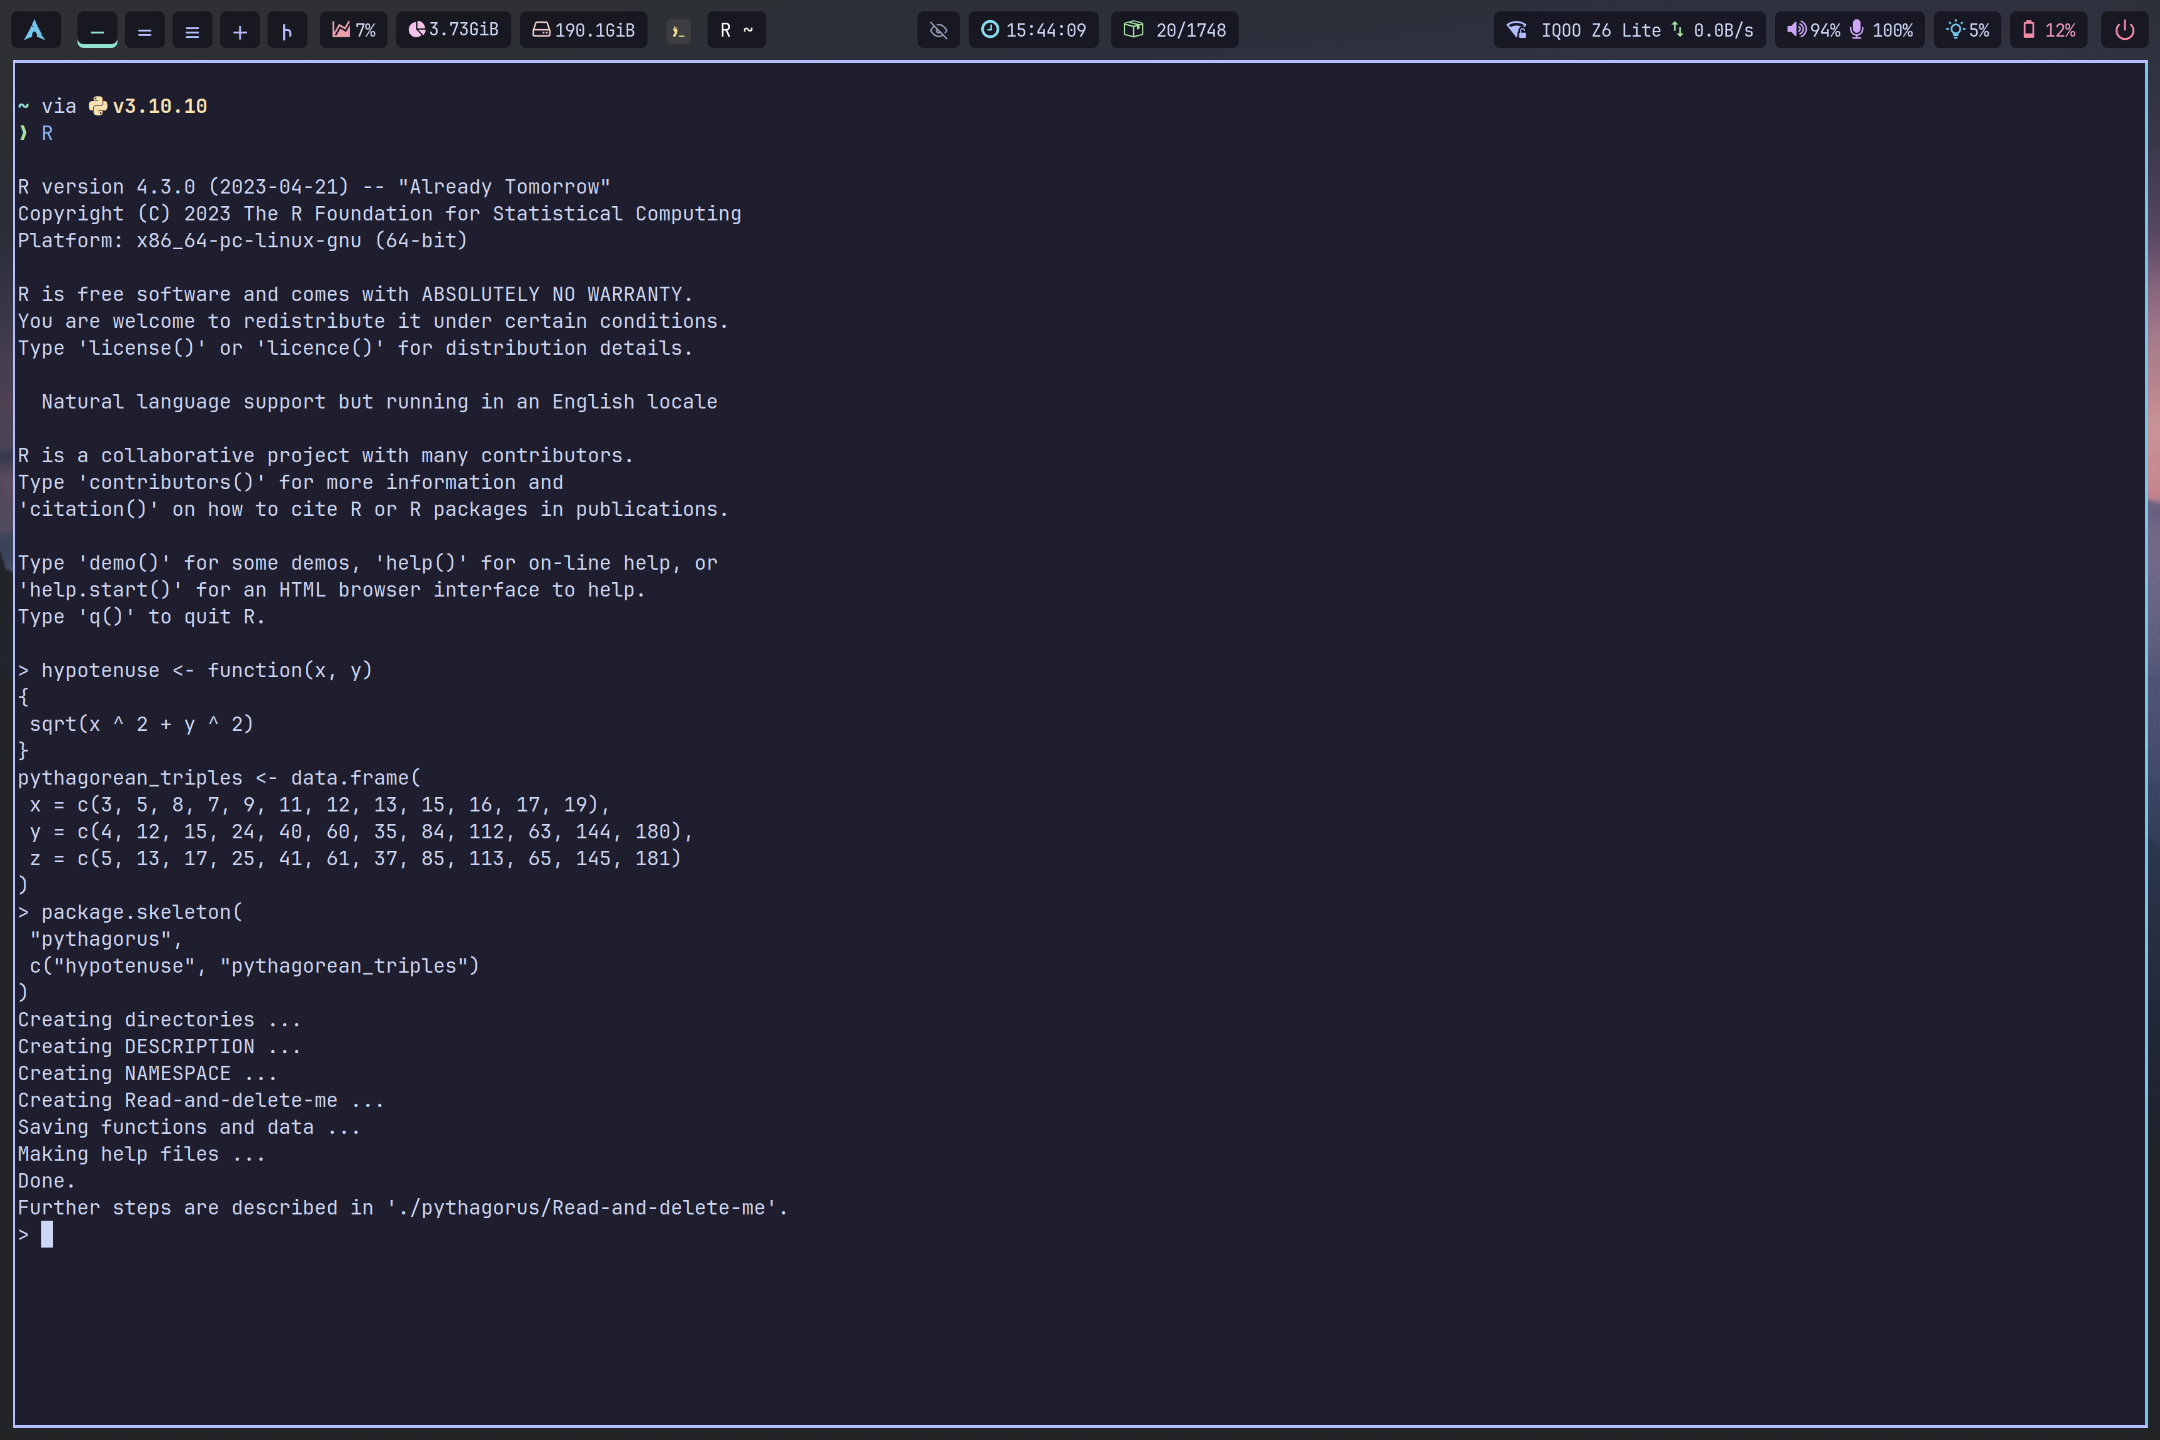 7% 3.73GiB 190.1GiB R ~ 15:44:09 20/1748 IQOO Z6 Lite 0.0B/s 94% 100% 5% 12%
~ via v3.10.10
❯ R
R version 4.3.0 (2023-04-21) -- "Already Tomorrow"
Copyright (C) 2023 The R Foundation for Statistical Computing
Platform: x86_64-pc-linux-gnu (64-bit)
R is free software and comes with ABSOLUTELY NO WARRANTY.
You are welcome to redistribute it under certain conditions.
Type 'license()' or 'licence()' for distribution details.
  Natural language support but running in an English locale
R is a collaborative project with many contributors.
Type 'contributors()' for more information and
'citation()' on how to cite R or R packages in publications.
Type 'demo()' for some demos, 'help()' for on-line help, or
'help.start()' for an HTML browser interface to help.
Type 'q()' to quit R.
> hypotenuse <- function(x, y)
{
 sqrt(x ^ 2 + y ^ 2)
}
pythagorean_triples <- data.frame(
 x = c(3, 5, 8, 7, 9, 11, 12, 13, 15, 16, 17, 19),
 y = c(4, 12, 15, 24, 40, 60, 35, 84, 112, 63, 144, 180),
 z = c(5, 13, 17, 25, 41, 61, 37, 85, 113, 65, 145, 181)
)
> package.skeleton(
 "pythagorus",
 c("hypotenuse", "pythagorean_triples")
)
Creating directories ...
Creating DESCRIPTION ...
Creating NAMESPACE ...
Creating Read-and-delete-me ...
Saving functions and data ...
Making help files ...
Done.
Further steps are described in './pythagorus/Read-and-delete-me'.
>